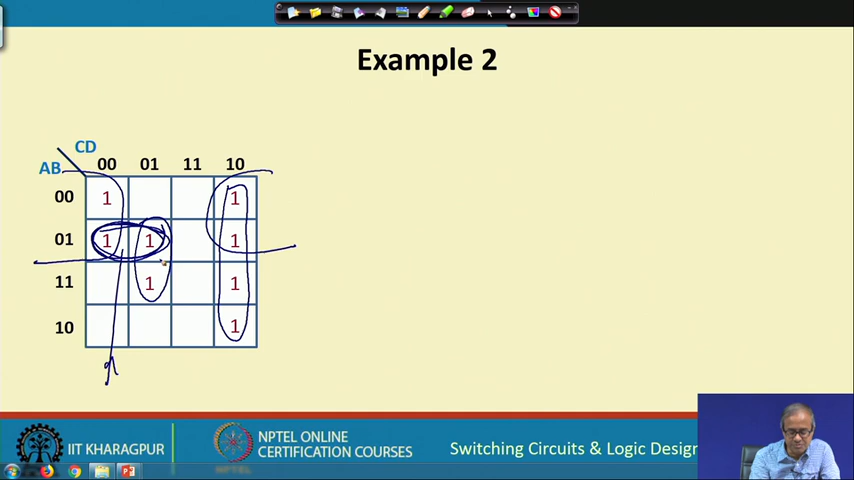 Example 2
CD
AB
00 01 11 10
00 1 1
01 1 1 1
11 1 1
10 1
IIT KHARAGPUR
NPTEL ONLINE
CERTIFICATION COURSES
NPTEL
Switching Circuits & Logic Design